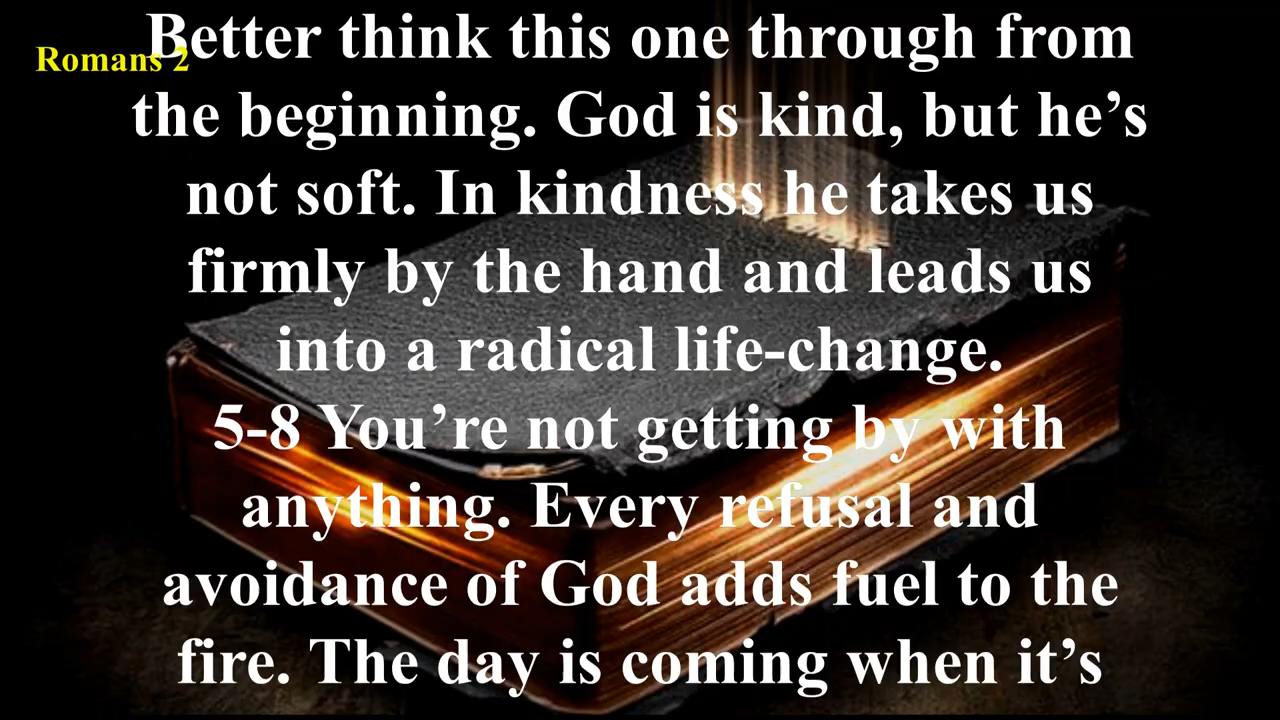 Romans 2
Better think this one through from
the beginning. God is kind, but he’s
not soft. In kindness he takes us
firmly by the hand and leads us
into a radical life-change.
5-8 You’re not getting by with
anything. Every refusal and
avoidance of God adds fuel to the
fire. The day is coming when it’s